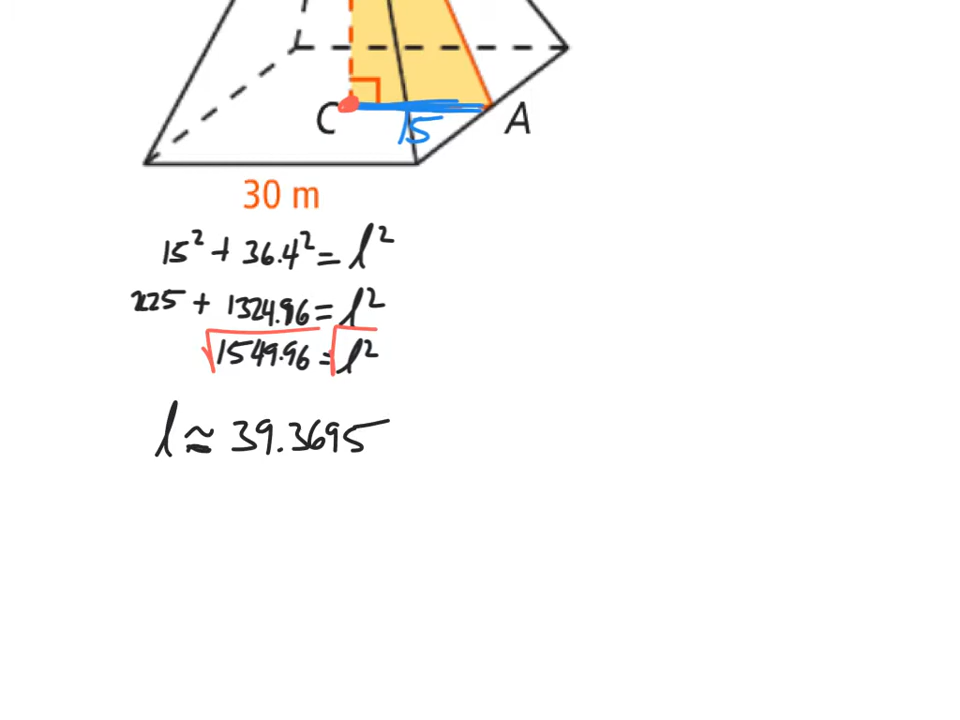 C
15
A
30 m
15² + 36.4² = l²
225 + 1324.96 = l²
√1549.96 = √l²
l ≈ 39.3695